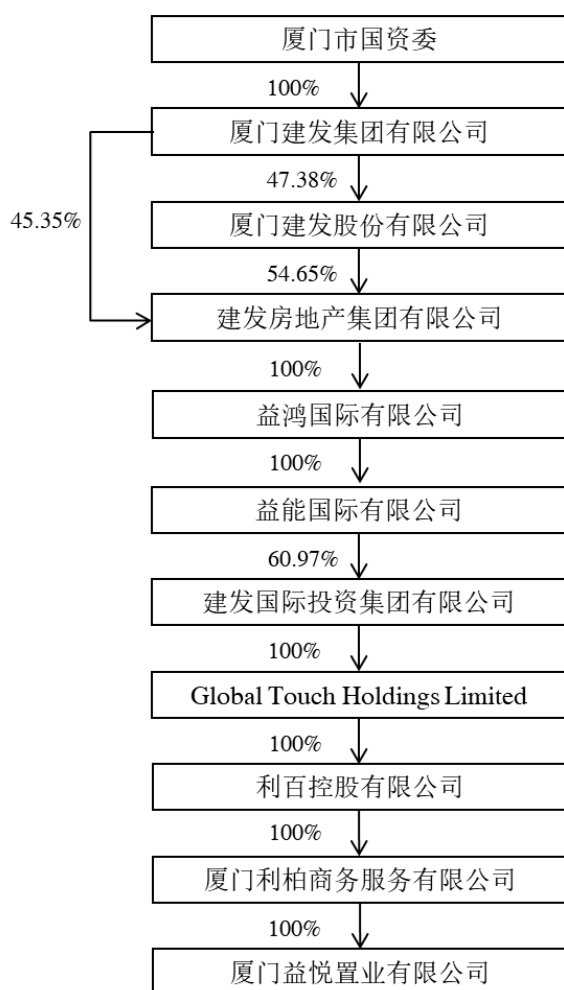 厦门市国资委
100%
厦门建发集团有限公司
47.38%
45.35%
厦门建发股份有限公司
54.65%
建发房地产集团有限公司
100%
益鸿国际有限公司
100%
益能国际有限公司
60.97%
建发国际投资集团有限公司
100%
Global Touch Holdings Limited
100%
利百控股有限公司
100%
厦门利柏商务服务有限公司
100%
厦门益悦置业有限公司